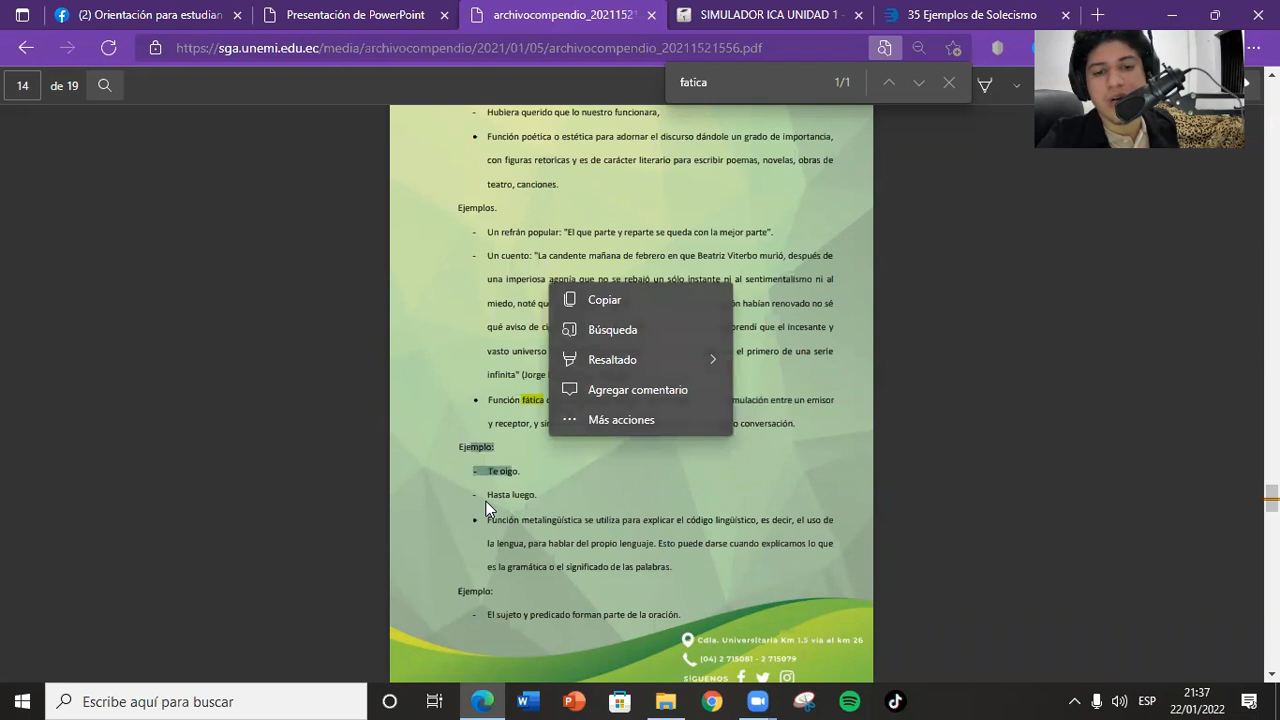 20 Orientación para estudian
Presentación de PowerPoint
SIMULADOR
35 Ejemplos de Solecismos
https://sga.unemi.edu.ec/media/archivocompendio/2021/01/05/archivocompendio_20211521556.pdf
14 de 19
fatica 1/1
- Hubiera querido que lo nuestro funcionara,
• Función poética o estética para adornar el discurso dándole un grado de importancia,
con figuras retoricas y es de carácter literario para escribir poemas, novelas, obras de
teatro, canciones.
Ejemplos.
- Un refrán popular: "El que parte y reparte se queda con la mejor parte".
- Un cuento: "La candente mañana de febrero en que Beatriz Viterbo murió, después de
una imperiosa agonía que no se rebajó un sólo instante ni al sentimentalismo ni al
miedo, noté habían renovado no sé
qué aviso de que el incesante y
vasto universo el primero de una serie
infinita" (Jorge
• Función fática entre un emisor
y receptor, y conversación.
Copiar
Búsqueda
Resaltado
Agregar comentario
Más acciones
Ejemplo:
- Te oigo.
- Hasta luego.
• Función metalingüística se utiliza para explicar el código lingüístico, es decir, el uso de
la lengua, para hablar del propio lenguaje. Esto puede darse cuando explicamos lo que
es la gramática o el significado de las palabras.
Ejemplo:
- El sujeto y predicado forman parte de la oración.
Cdla. Universitaria Km 1.5 vía al km 26
(04) 2 715081 - 2 715079
SÍGUENOS
Escribe aquí para buscar
ESP
21:37
22/01/2022